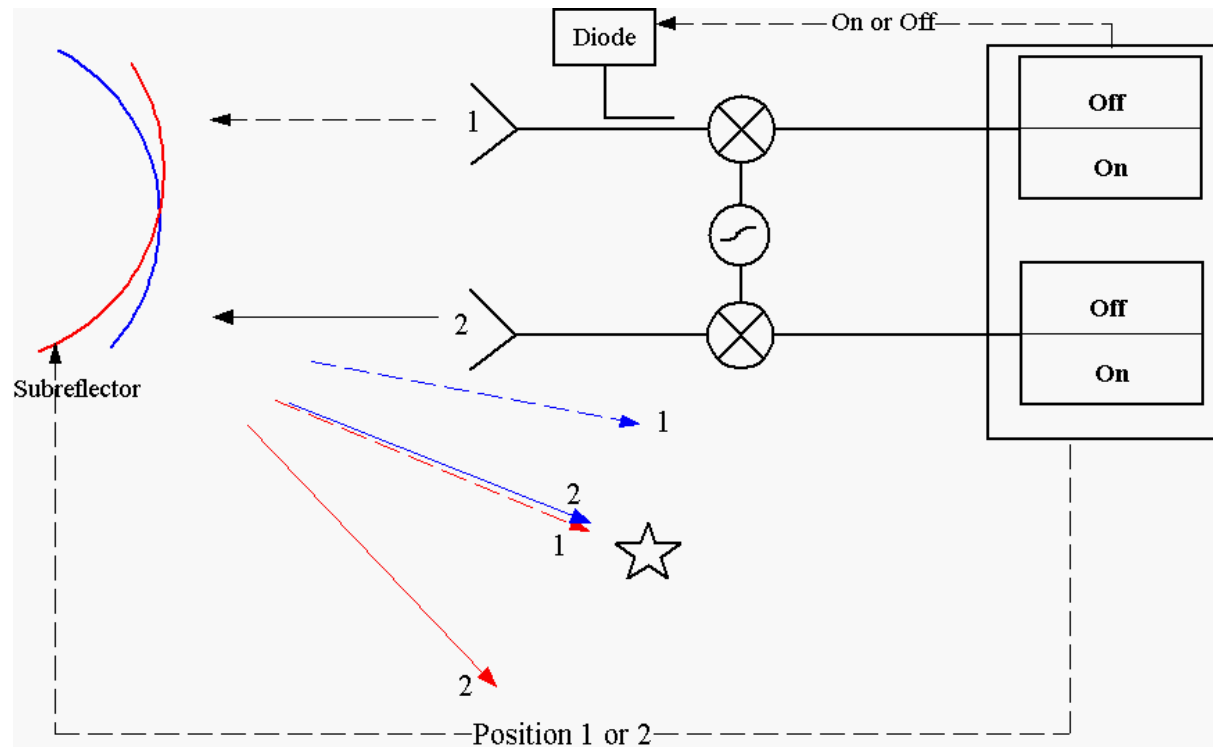 On or Off
Diode
Off
On
1
2
Off
On
Subreflector
1
2
1
2
Position 1 or 2